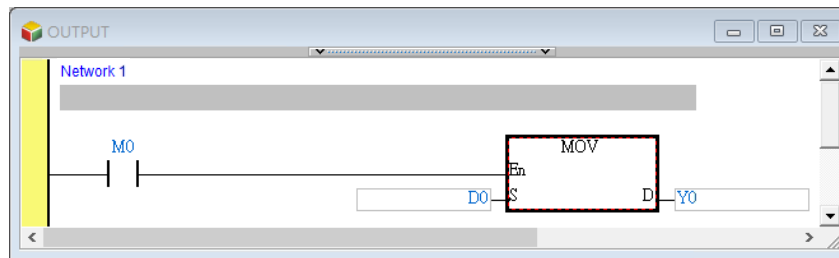 OUTPUT
Network 1
M0
MOV
En
D0 S D Y0